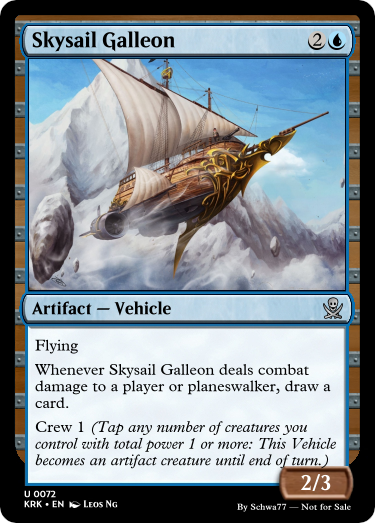 Skysail Galleon 2
Artifact — Vehicle
Flying
Whenever Skysail Galleon deals combat
damage to a player or planeswalker, draw a
card.
Crew 1 (Tap any number of creatures you
control with total power 1 or more: This Vehicle
becomes an artifact creature until end of turn.)
2/3
U 0072
KRK • EN Leos Ng
By Schwa77 — Not for Sale